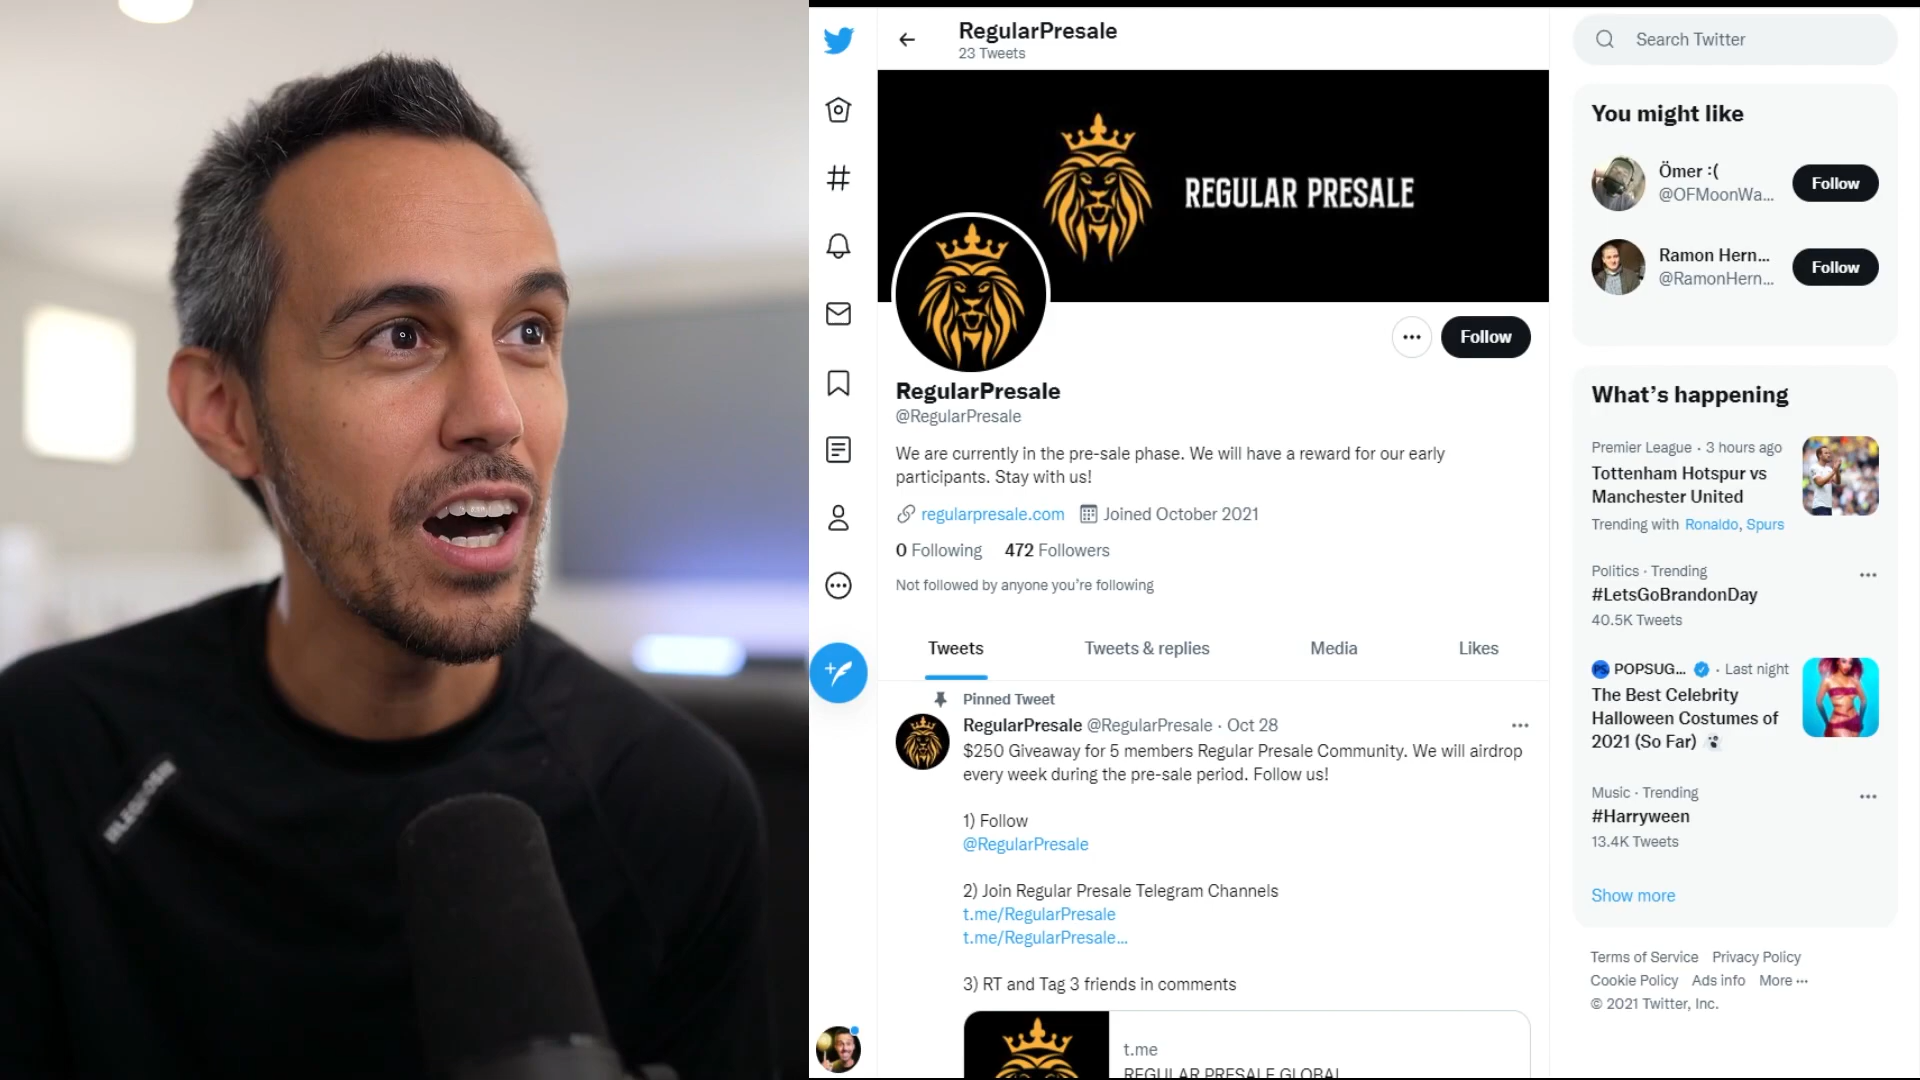 RegularPresale
23 Tweets
REGULAR PRESALE
Follow
RegularPresale
@RegularPresale
We are currently in the pre-sale phase. We will have a reward for our early
participants. Stay with us!
regularpresale.com Joined October 2021
0 Following 472 Followers
Not followed by anyone you're following
Tweets Tweets & replies Media Likes
Pinned Tweet
RegularPresale @RegularPresale · Oct 28
$250 Giveaway for 5 members Regular Presale Community. We will airdrop
every week during the pre-sale period. Follow us!
1) Follow
@RegularPresale
2) Join Regular Presale Telegram Channels
t.me/RegularPresale
t.me/RegularPresale...
3) RT and Tag 3 friends in comments
t.me
REGULAR PRESALE GLOBAL
Search Twitter
You might like
Ömer :(
@OFMoonWa...
Follow
Ramon Hern...
@RamonHern...
Follow
What's happening
Premier League · 3 hours ago
Tottenham Hotspur vs
Manchester United
Trending with Ronaldo, Spurs
Politics · Trending
#LetsGoBrandonDay
40.5K Tweets
POPSUG... · Last night
The Best Celebrity
Halloween Costumes of
2021 (So Far)
Music · Trending
#Harryween
13.4K Tweets
Show more
Terms of Service Privacy Policy
Cookie Policy Ads info More ···
© 2021 Twitter, Inc.